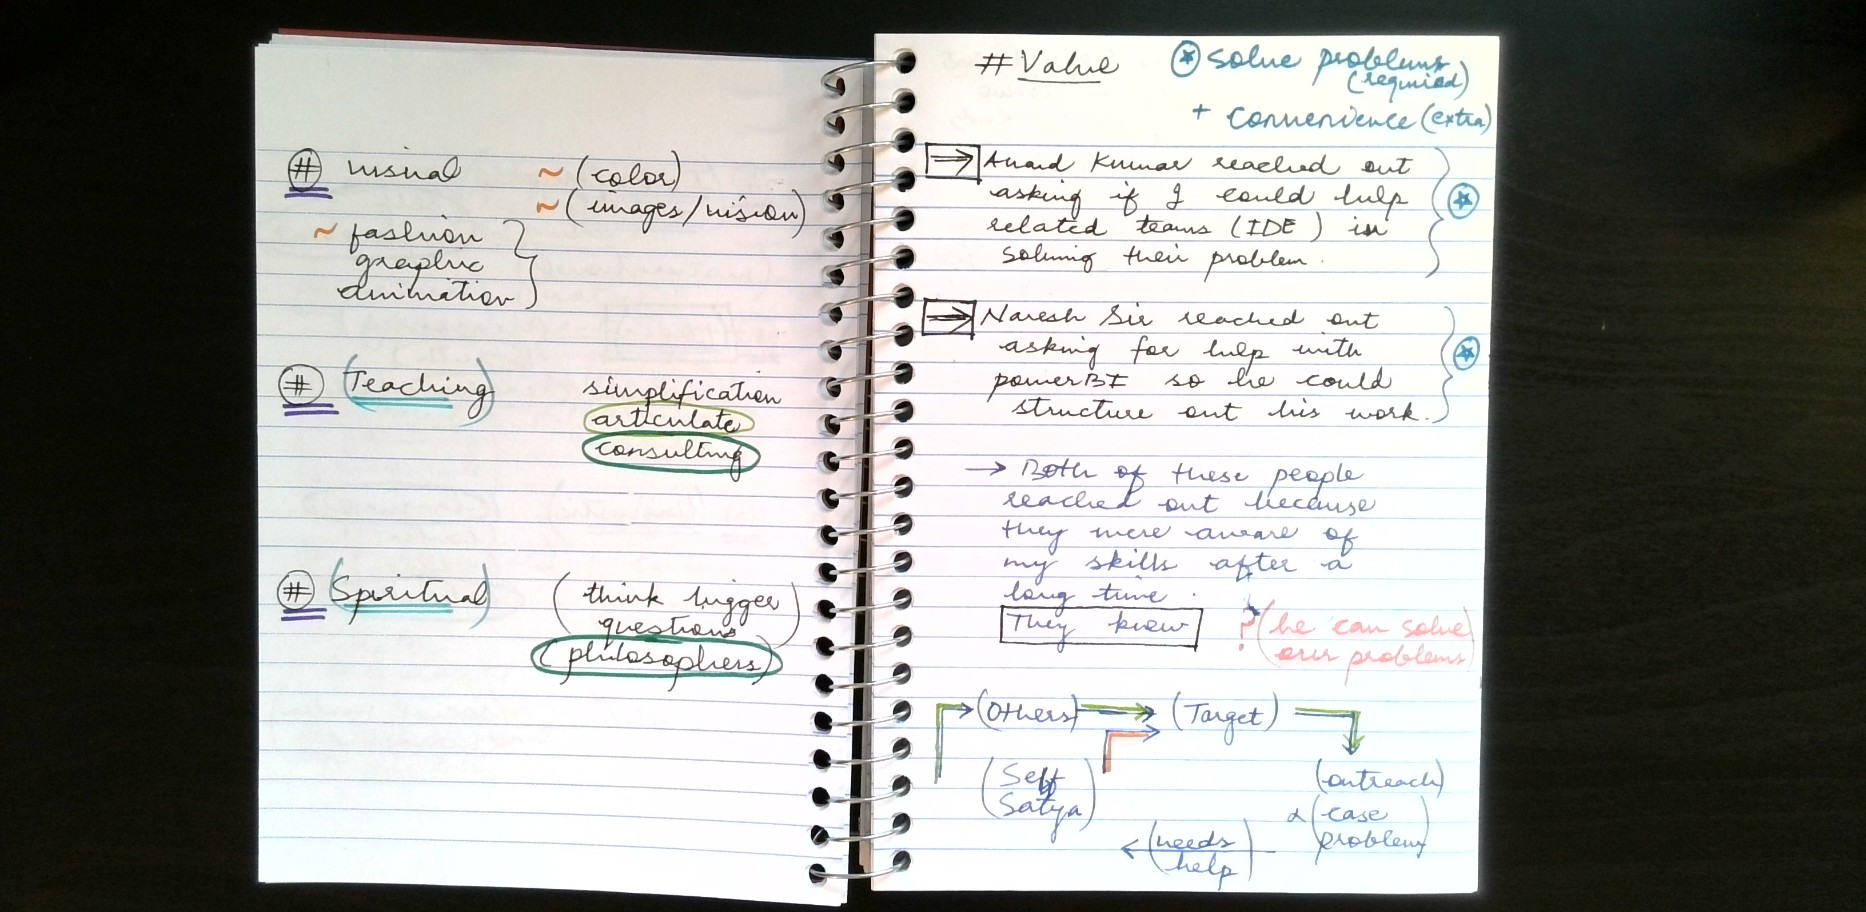 # visual ~ (color)
~ (images/vision)
~ fashion
graphic
animation
# (Teaching) simplification
articulate
consulting
# (Spiritual) (think bigger
questions)
(philosophers)
# Value
solve problems
(required)
+ convenience (extra)
⇒ Anand Kumar reached out
asking if I could help
related teams (IDE) in
solving their problem.
⇒ Naresh Sir reached out
asking for help with
powerBI so he could
structure out his work.
→ Both of these people
reached out because
they were aware of
my skills after a
long time.
They knew ? (he can solve
our problems)
(Others) → (Target)
(Self
Satya)
(outreach)
(case
problem)
← (needs
help)